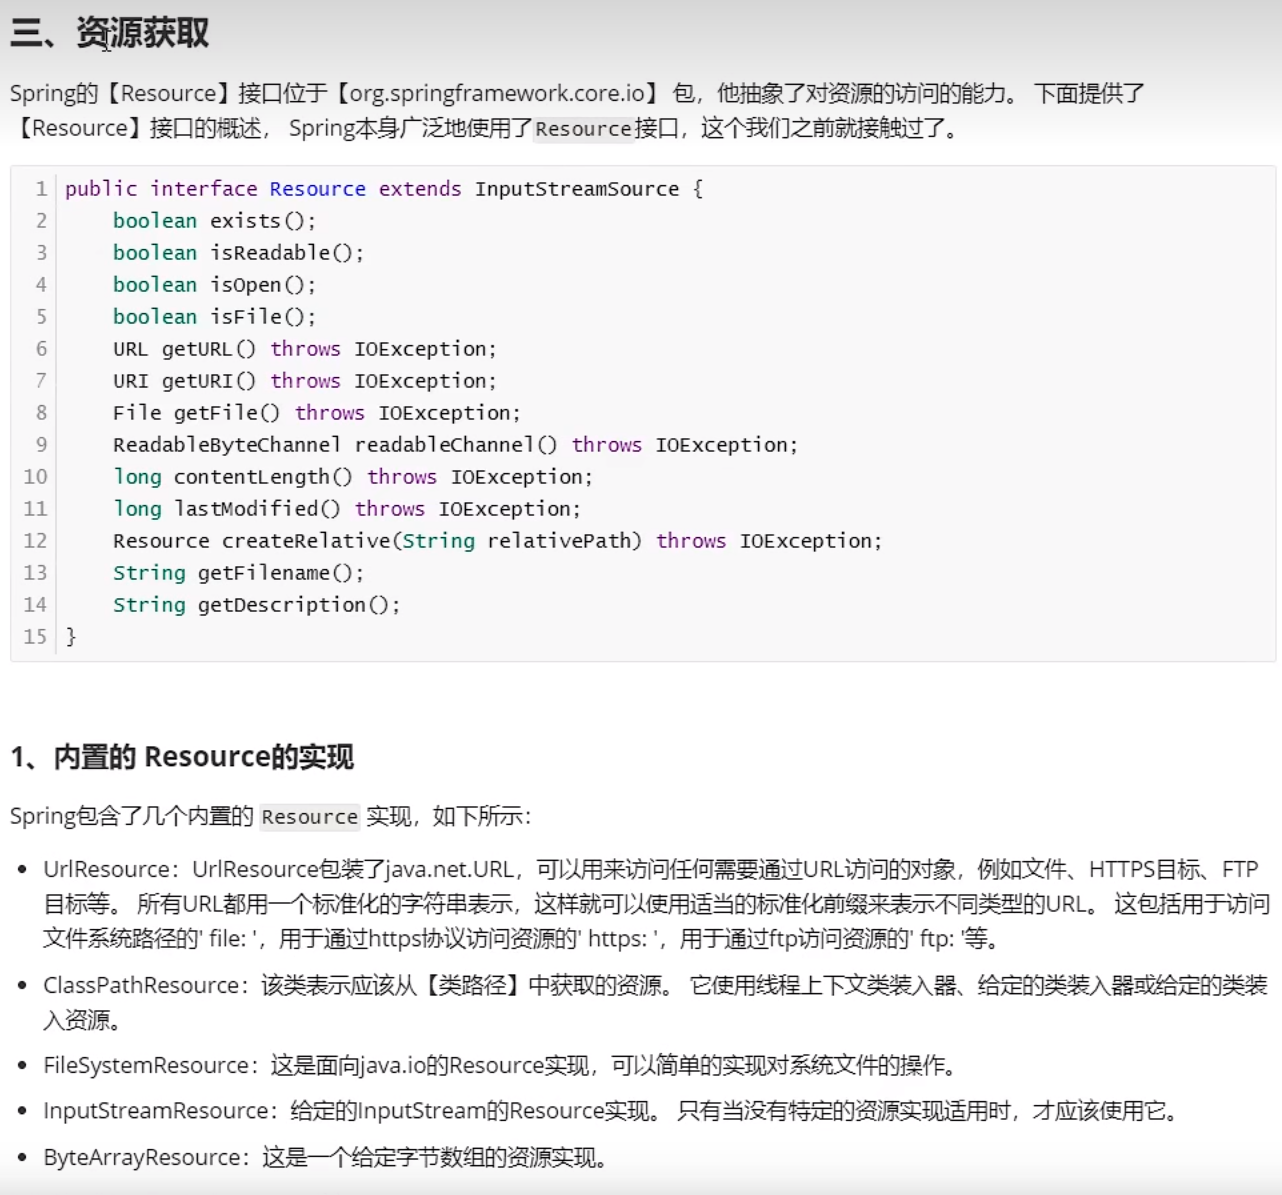 三、资源获取
Spring的【Resource】接口位于【org.springframework.core.io】 包，他抽象了对资源的访问的能力。 下面提供了
【Resource】接口的概述， Spring本身广泛地使用了Resource接口，这个我们之前就接触过了。
1 public interface Resource extends InputStreamSource {
2     boolean exists();
3     boolean isReadable();
4     boolean isOpen();
5     boolean isFile();
6     URL getURL() throws IOException;
7     URI getURI() throws IOException;
8     File getFile() throws IOException;
9     ReadableByteChannel readableChannel() throws IOException;
10     long contentLength() throws IOException;
11     long lastModified() throws IOException;
12     Resource createRelative(String relativePath) throws IOException;
13     String getFilename();
14     String getDescription();
15 }
1、内置的 Resource的实现
Spring包含了几个内置的 Resource 实现，如下所示：
• UrlResource：UrlResource包装了java.net.URL，可以用来访问任何需要通过URL访问的对象，例如文件、HTTPS目标、FTP
目标等。 所有URL都用一个标准化的字符串表示，这样就可以使用适当的标准化前缀来表示不同类型的URL。 这包括用于访问
文件系统路径的' file: '，用于通过https协议访问资源的' https: '，用于通过ftp访问资源的' ftp: '等。
• ClassPathResource：该类表示应该从【类路径】中获取的资源。 它使用线程上下文类装入器、给定的类装入器或给定的类装
入资源。
• FileSystemResource：这是面向java.io的Resource实现，可以简单的实现对系统文件的操作。
• InputStreamResource：给定的InputStream的Resource实现。 只有当没有特定的资源实现适用时，才应该使用它。
• ByteArrayResource：这是一个给定字节数组的资源实现。